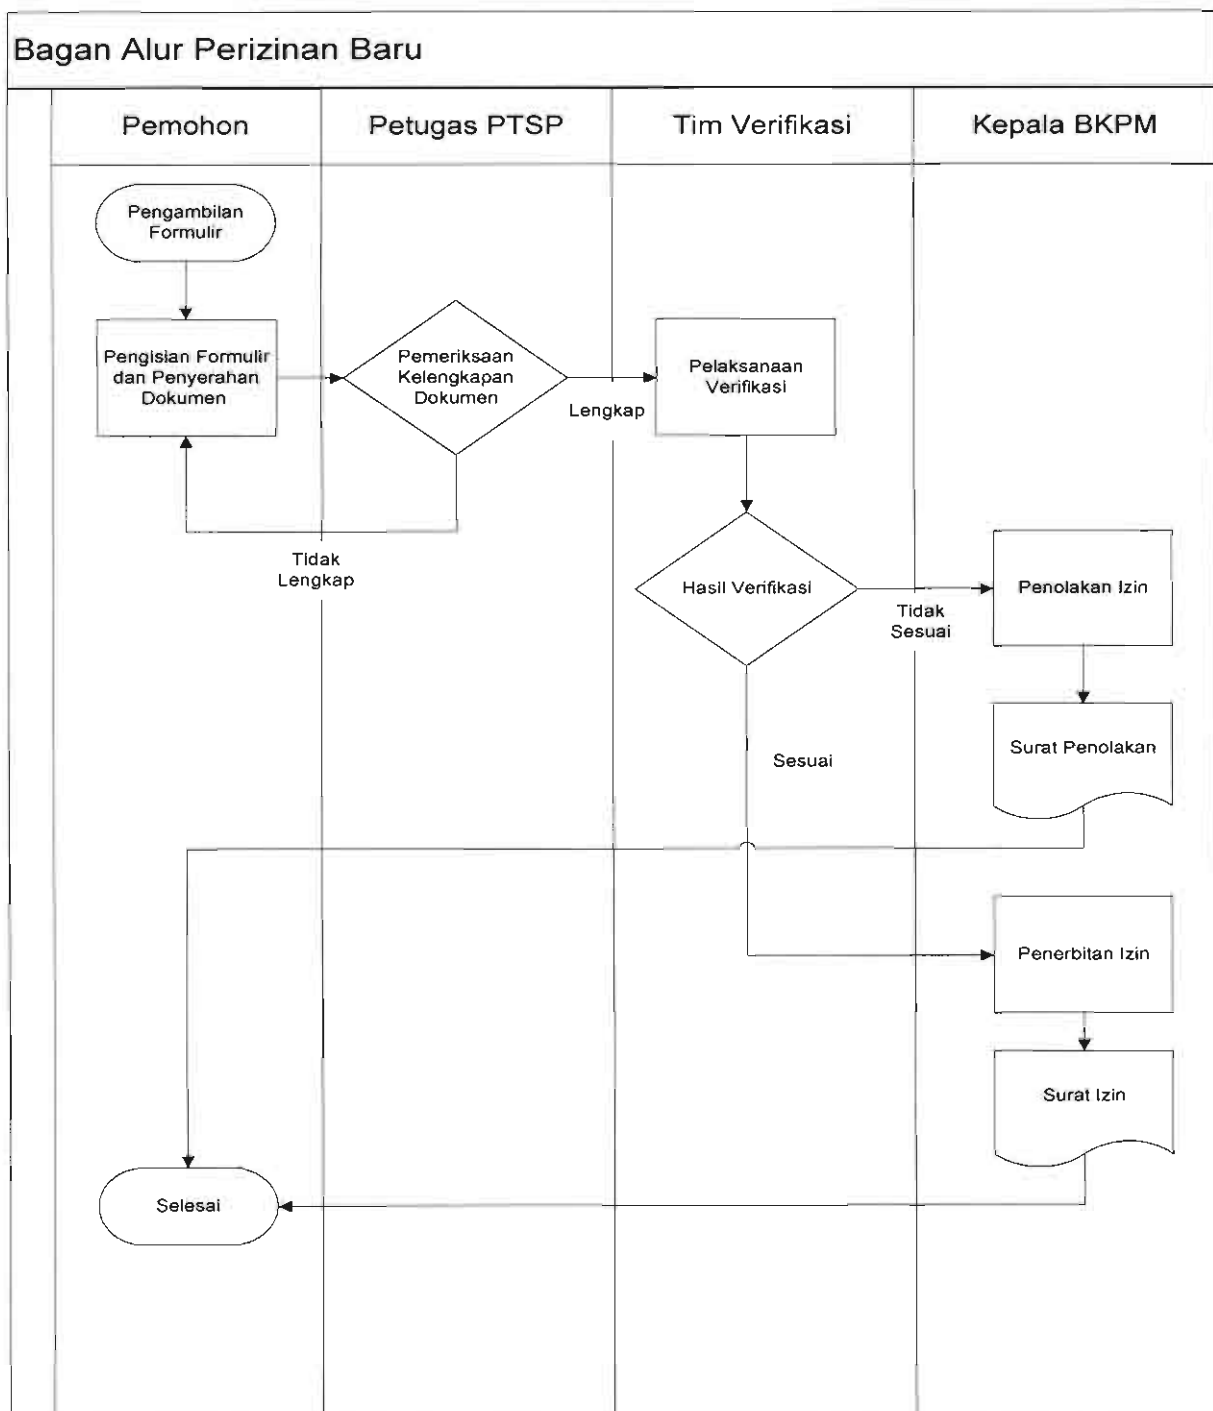 Bagan Alur Perizinan Baru
Pemohon
Petugas PTSP
Tim Verifikasi
Kepala BKPM
Pengambilan
Formulir
Pengisian Formulir
dan Penyerahan
Dokumen
Pemeriksaan
Kelengkapan
Dokumen
Lengkap
Pelaksanaan
Verifikasi
Tidak
Lengkap
Hasil Verifikasi
Tidak
Sesuai
Penolakan Izin
Surat Penolakan
Sesuai
Penerbitan Izin
Surat Izin
Selesai